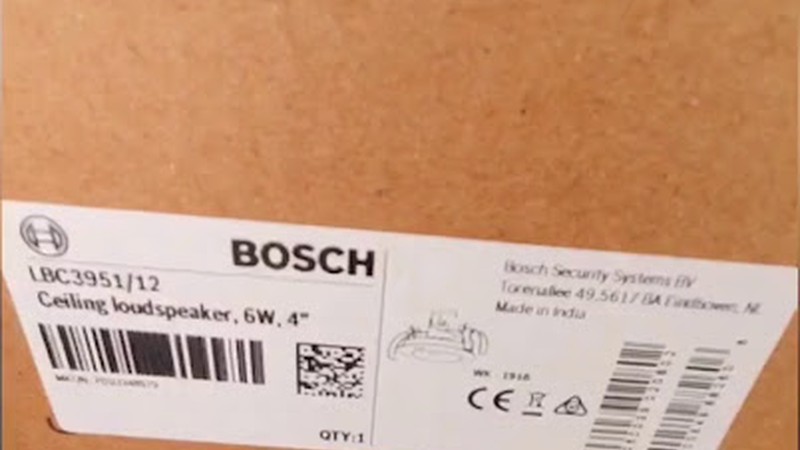 BOSCH
LBC3951/12
Ceiling loudspeaker, 6W, 4"
QTY:1
Bosch Security Systems BV
Torenallee 49, 5617 BA Eindhoven, NL
Made in India
WK 1918
CE